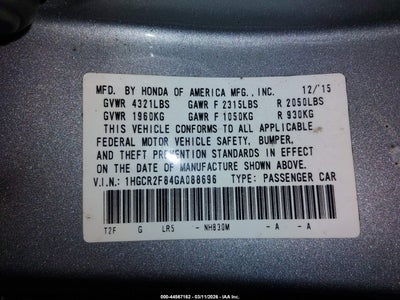 MFD. BY HONDA OF AMERICA MFG., INC. 12/'15
GVWR 4321LBS GAWR F 2315LBS R 2050LBS
GVWR 1960KG GAWR F 1050KG R 930KG
THIS VEHICLE CONFORMS TO ALL APPLICABLE
FEDERAL MOTOR VEHICLE SAFETY, BUMPER,
AND THEFT PREVENTION STANDARDS IN EFFECT
ON THE DATE OF MANUFACTURE SHOWN ABOVE.
V.I.N.: 1HGCR2F84GA088696 TYPE: PASSENGER CAR
T2F G LR5 - NH830M - A - A
000-44567162 - 03/11/2026 - IAA Inc.